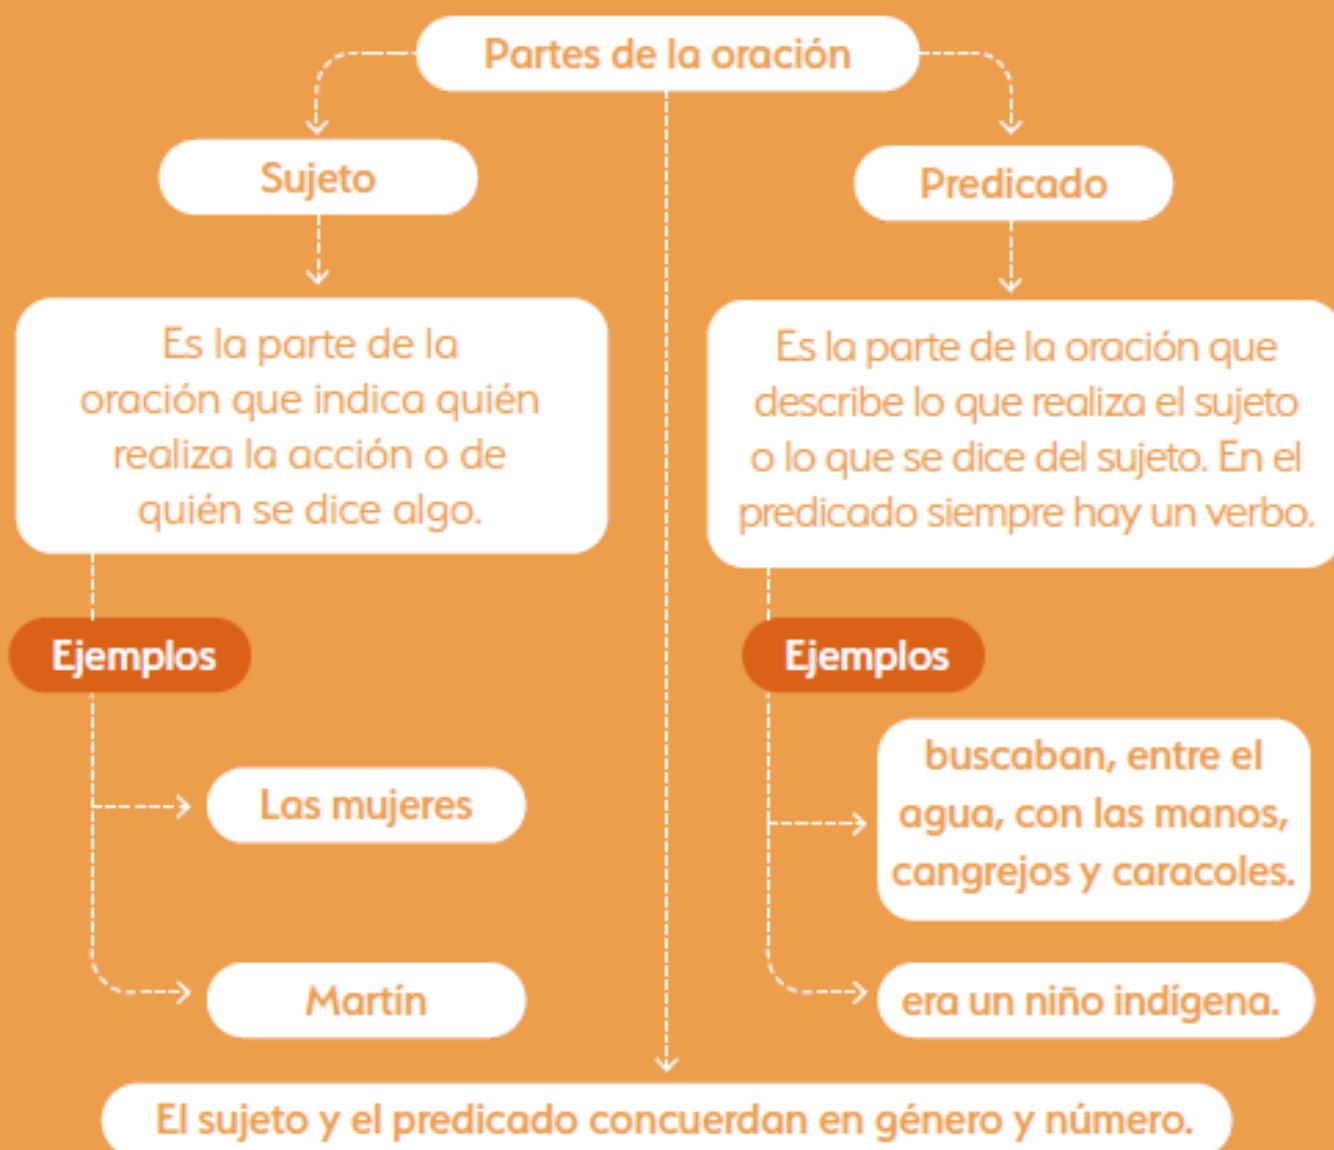 Partes de la oración
Sujeto
Es la parte de la
oración que indica quién
realiza la acción o de
quién se dice algo.
Ejemplos
Las mujeres
Martín
Predicado
Es la parte de la oración que
describe lo que realiza el sujeto
o lo que se dice del sujeto. En el
predicado siempre hay un verbo.
Ejemplos
buscaban, entre el
agua, con las manos,
cangrejos y caracoles.
era un niño indígena.
El sujeto y el predicado concuerdan en género y número.